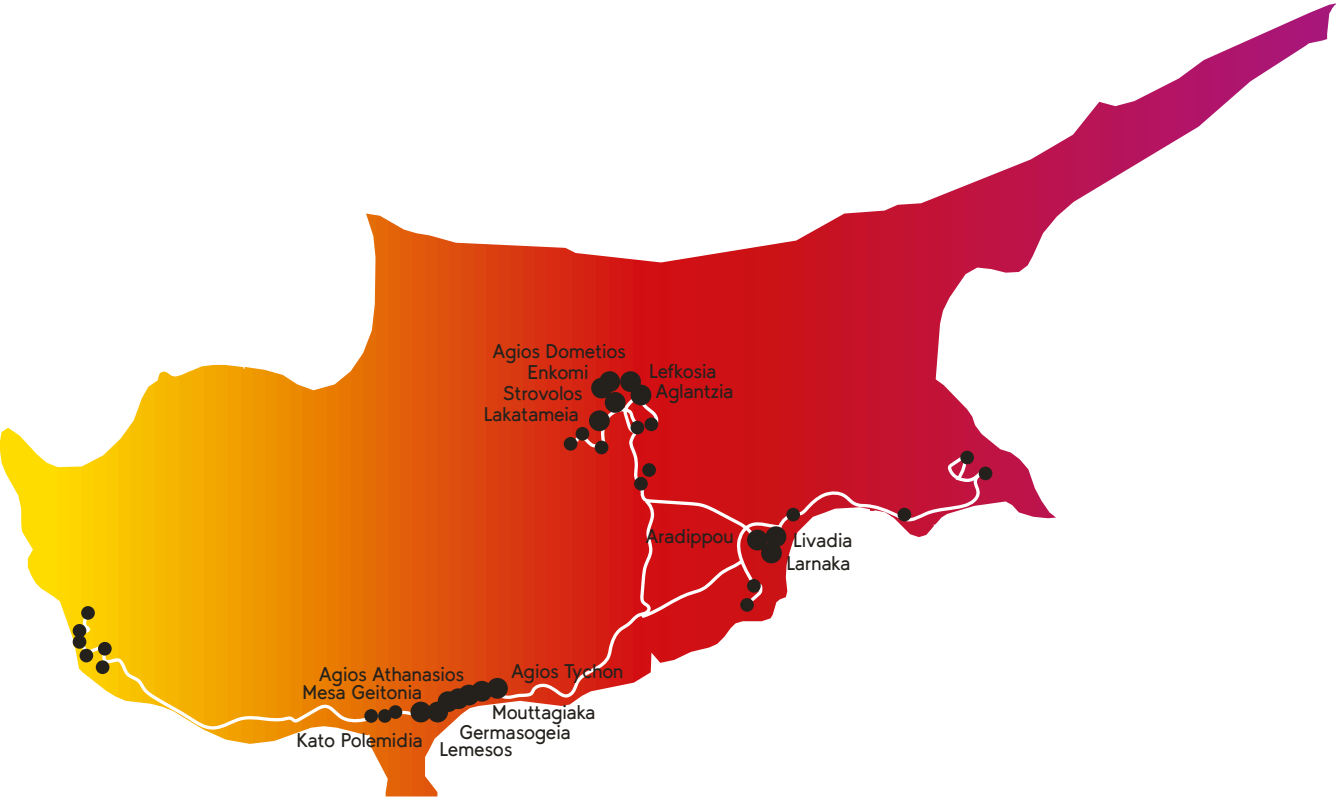 Agios Dometios
Enkomi
Lefkosia
Strovolos
Aglantzia
Lakatameia
Aradippou
Livadia
Larnaka
Agios Athanasios
Agios Tychon
Mesa Geitonia
Mouttagiaka
Germasogeia
Kato Polemidia
Lemesos